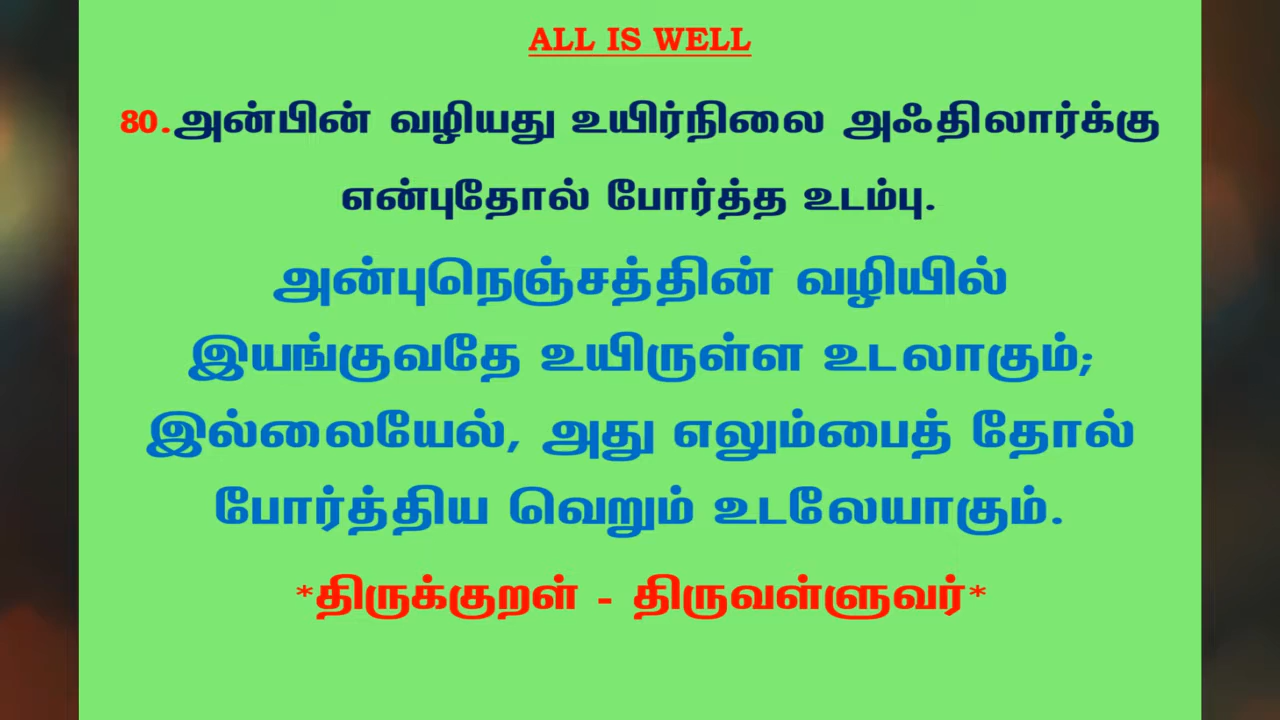 ALL IS WELL
80.அன்பின் வழியது உயிர்நிலை அஃதிலார்க்கு
என்புதோல் போர்த்த உடம்பு.
அன்புநெஞ்சத்தின் வழியில்
இயங்குவதே உயிருள்ள உடலாகும்;
இல்லையேல், அது எலும்பைத் தோல்
போர்த்திய வெறும் உடலேயாகும்.
*திருக்குறள் - திருவள்ளுவர்*